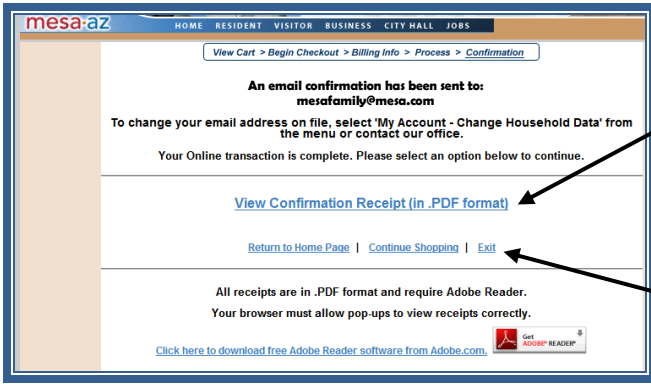 mesa·az
HOME RESIDENT VISITOR BUSINESS CITY HALL JOBS
View Cart > Begin Checkout > Billing Info > Process > Confirmation
An email confirmation has been sent to:
mesafamily@mesa.com
To change your email address on file, select 'My Account - Change Household Data' from
the menu or contact our office.
Your Online transaction is complete. Please select an option below to continue.
View Confirmation Receipt (in .PDF format)
Return to Home Page | Continue Shopping | Exit
All receipts are in .PDF format and require Adobe Reader.
Your browser must allow pop-ups to view receipts correctly.
Get
ADOBE® READER®
Click here to download free Adobe Reader software from Adobe.com.